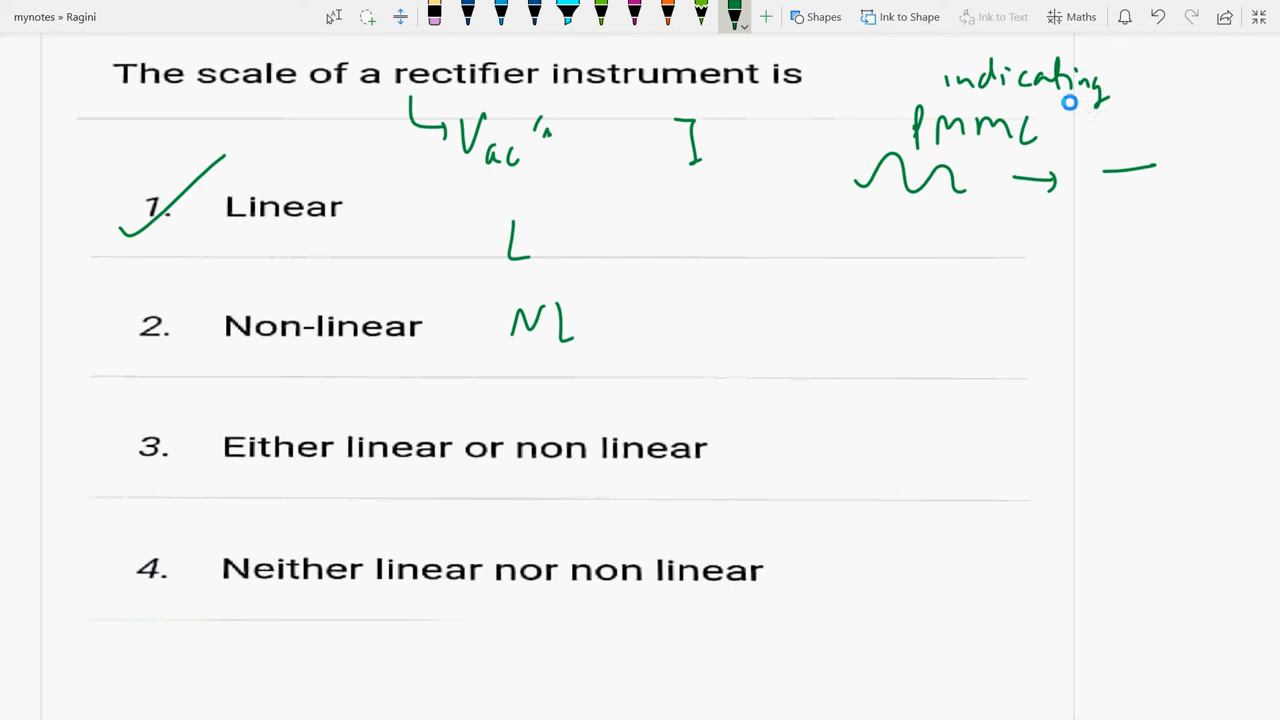 mynotes » Ragini
Shapes
Ink to Shape
Ink to Text
Maths
The scale of a rectifier instrument is
indicating
PMMC
Vac
I
1. Linear
L
2. Non-linear
NL
3. Either linear or non linear
4. Neither linear nor non linear